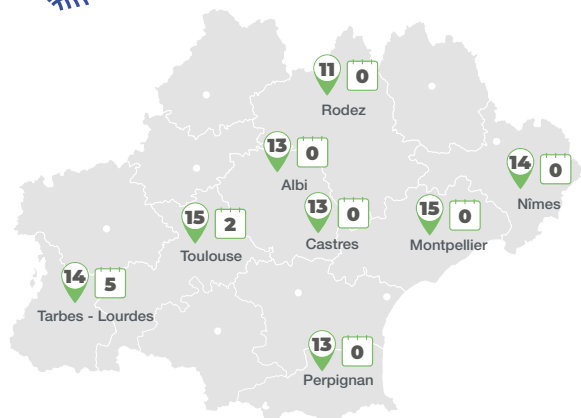 11 0
Rodez
13 0
Albi
14 0
Nîmes
13 0
Castres
15 0
Montpellier
15 2
Toulouse
14 5
Tarbes - Lourdes
13 0
Perpignan